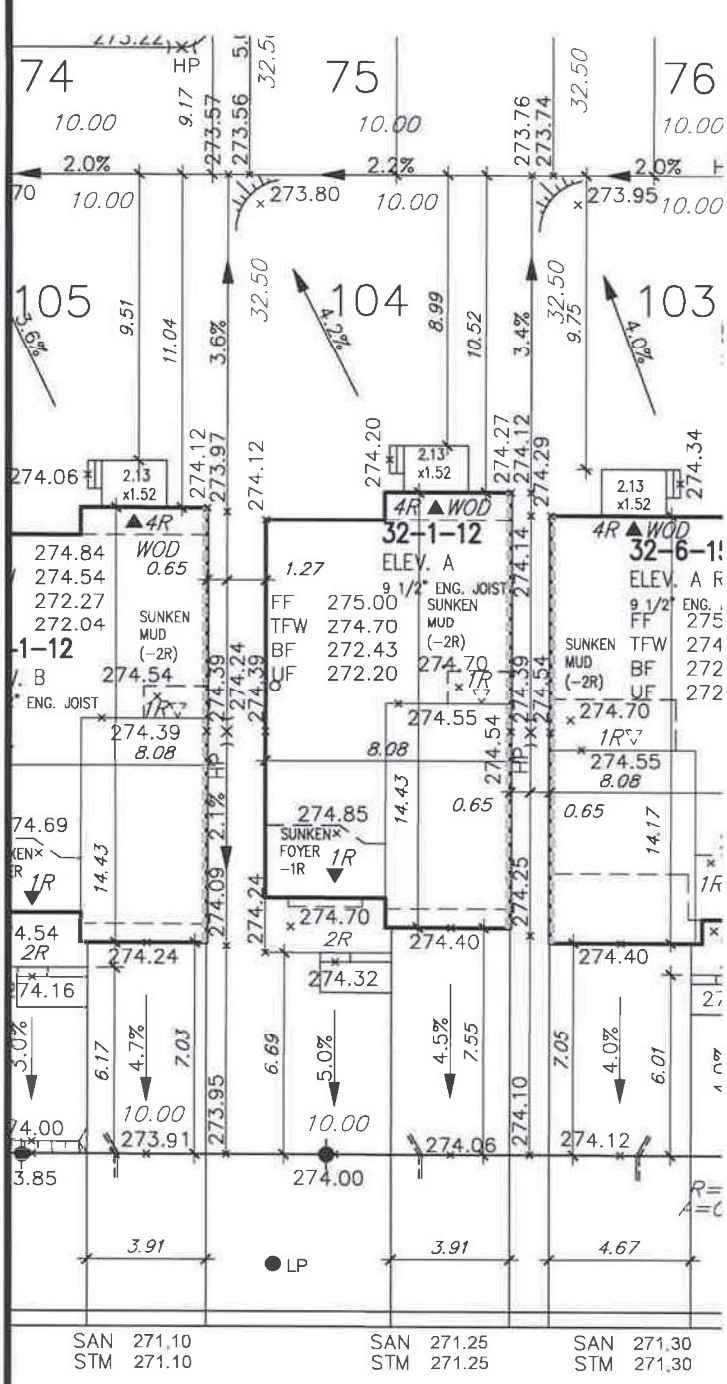 273.22
HP
74
75
76
9.17
273.57
273.56
32.50
273.76
273.74
32.50
10.00
10.00
10.00
2.0%
2.2%
2.0%
70
10.00
273.80
10.00
273.95
10.00
105
104
103
3.6%
9.51
11.04
3.6%
32.50
4.2%
8.99
10.52
3.4%
32.50
9.75
4.0%
274.06
2.13
x1.52
274.12
273.97
274.12
274.20
2.13
x1.52
274.27
274.12
274.29
2.13
x1.52
274.34
4R
WOD
0.65
274.84
274.54
272.27
272.04
-1-12
B
ENG. JOIST
SUNKEN
MUD
(-2R)
274.54
1R
274.39
8.08
274.39
274.24
274.39
HP
2.1%
4R WOD
32-1-12
ELEV. A
9 1/2" ENG. JOIST
1.27
FF 275.00
TFW 274.70
BF 272.43
UF 272.20
SUNKEN
MUD
(-2R)
274.70
1R
274.55
8.08
274.14
274.39
274.54
274.54
HP
4R WOD
32-6-15
ELEV. A R
9 1/2" ENG.
FF 275
TFW 274
BF 272
UF 272
SUNKEN
MUD
(-2R)
274.70
1R
274.55
8.08
74.69
1R
14.43
274.09
274.24
274.85
SUNKEN
FOYER
-1R
1R
14.43
0.65
274.25
0.65
14.17
1R
4.54
2R
274.16
274.24
274.70
2R
274.32
274.40
274.40
3.0%
6.17
4.7%
7.03
6.69
5.0%
4.5%
7.55
7.05
4.0%
6.01
74.00
10.00
273.91
273.95
10.00
274.06
274.10
274.12
3.85
274.00
R=
3.91
LP
3.91
4.67
SAN 271.10
STM 271.10
SAN 271.25
STM 271.25
SAN 271.30
STM 271.30